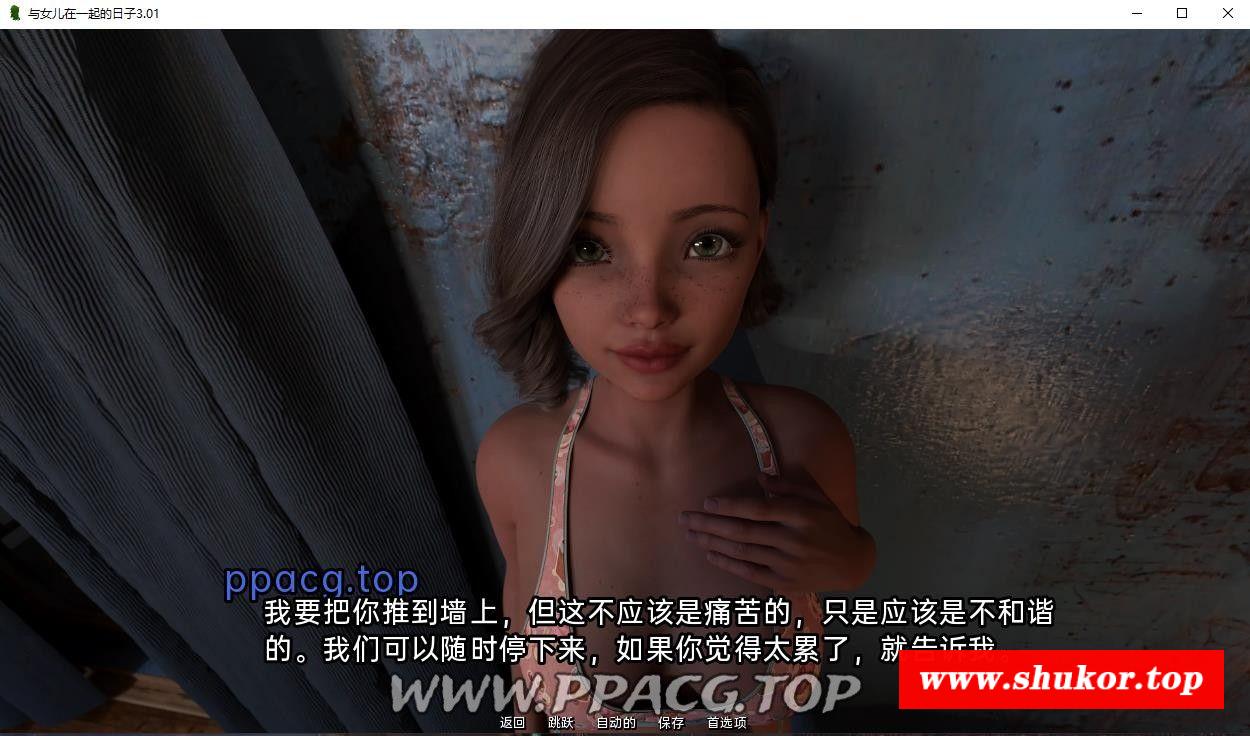 与女儿在一起的日子3.01
ppacg.top
我要把你推到墙上，但这不应该是痛苦的，只是应该是不和谐
的。我们可以随时停下来，如果你觉得太累了，就告诉我。
WWW.PPACG.TOP
www.shukor.top
返回 跳跃 自动的 保存 首选项